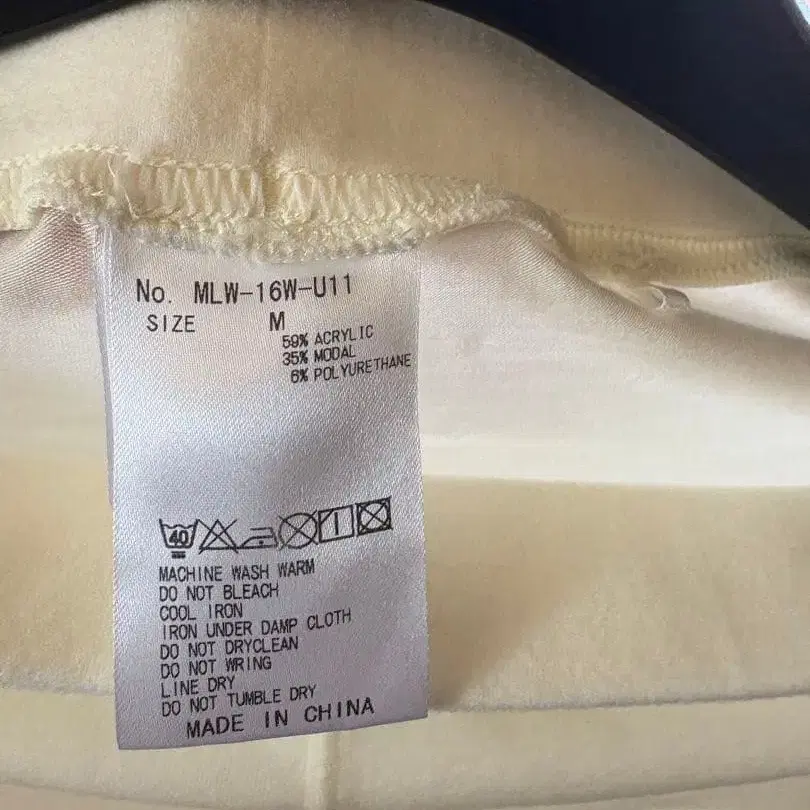 No. MLW-16W-U11
SIZE M
59% ACRYLIC
35% MODAL
6% POLYURETHANE
40
MACHINE WASH WARM
DO NOT BLEACH
COOL IRON
IRON UNDER DAMP CLOTH
DO NOT DRYCLEAN
DO NOT WRING
LINE DRY
DO NOT TUMBLE DRY
MADE IN CHINA